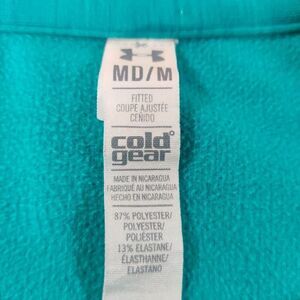 MD/M
FITTED
COUPE AJUSTÉE
CEÑIDO
cold
gear
MADE IN NICARAGUA
FABRIQUÉ AU NICARAGUA
HECHO EN NICARAGUA
87% POLYESTER/
POLYESTER/
POLIÉSTER
13% ELASTANE/
ÉLASTHANNE/
ELASTANO